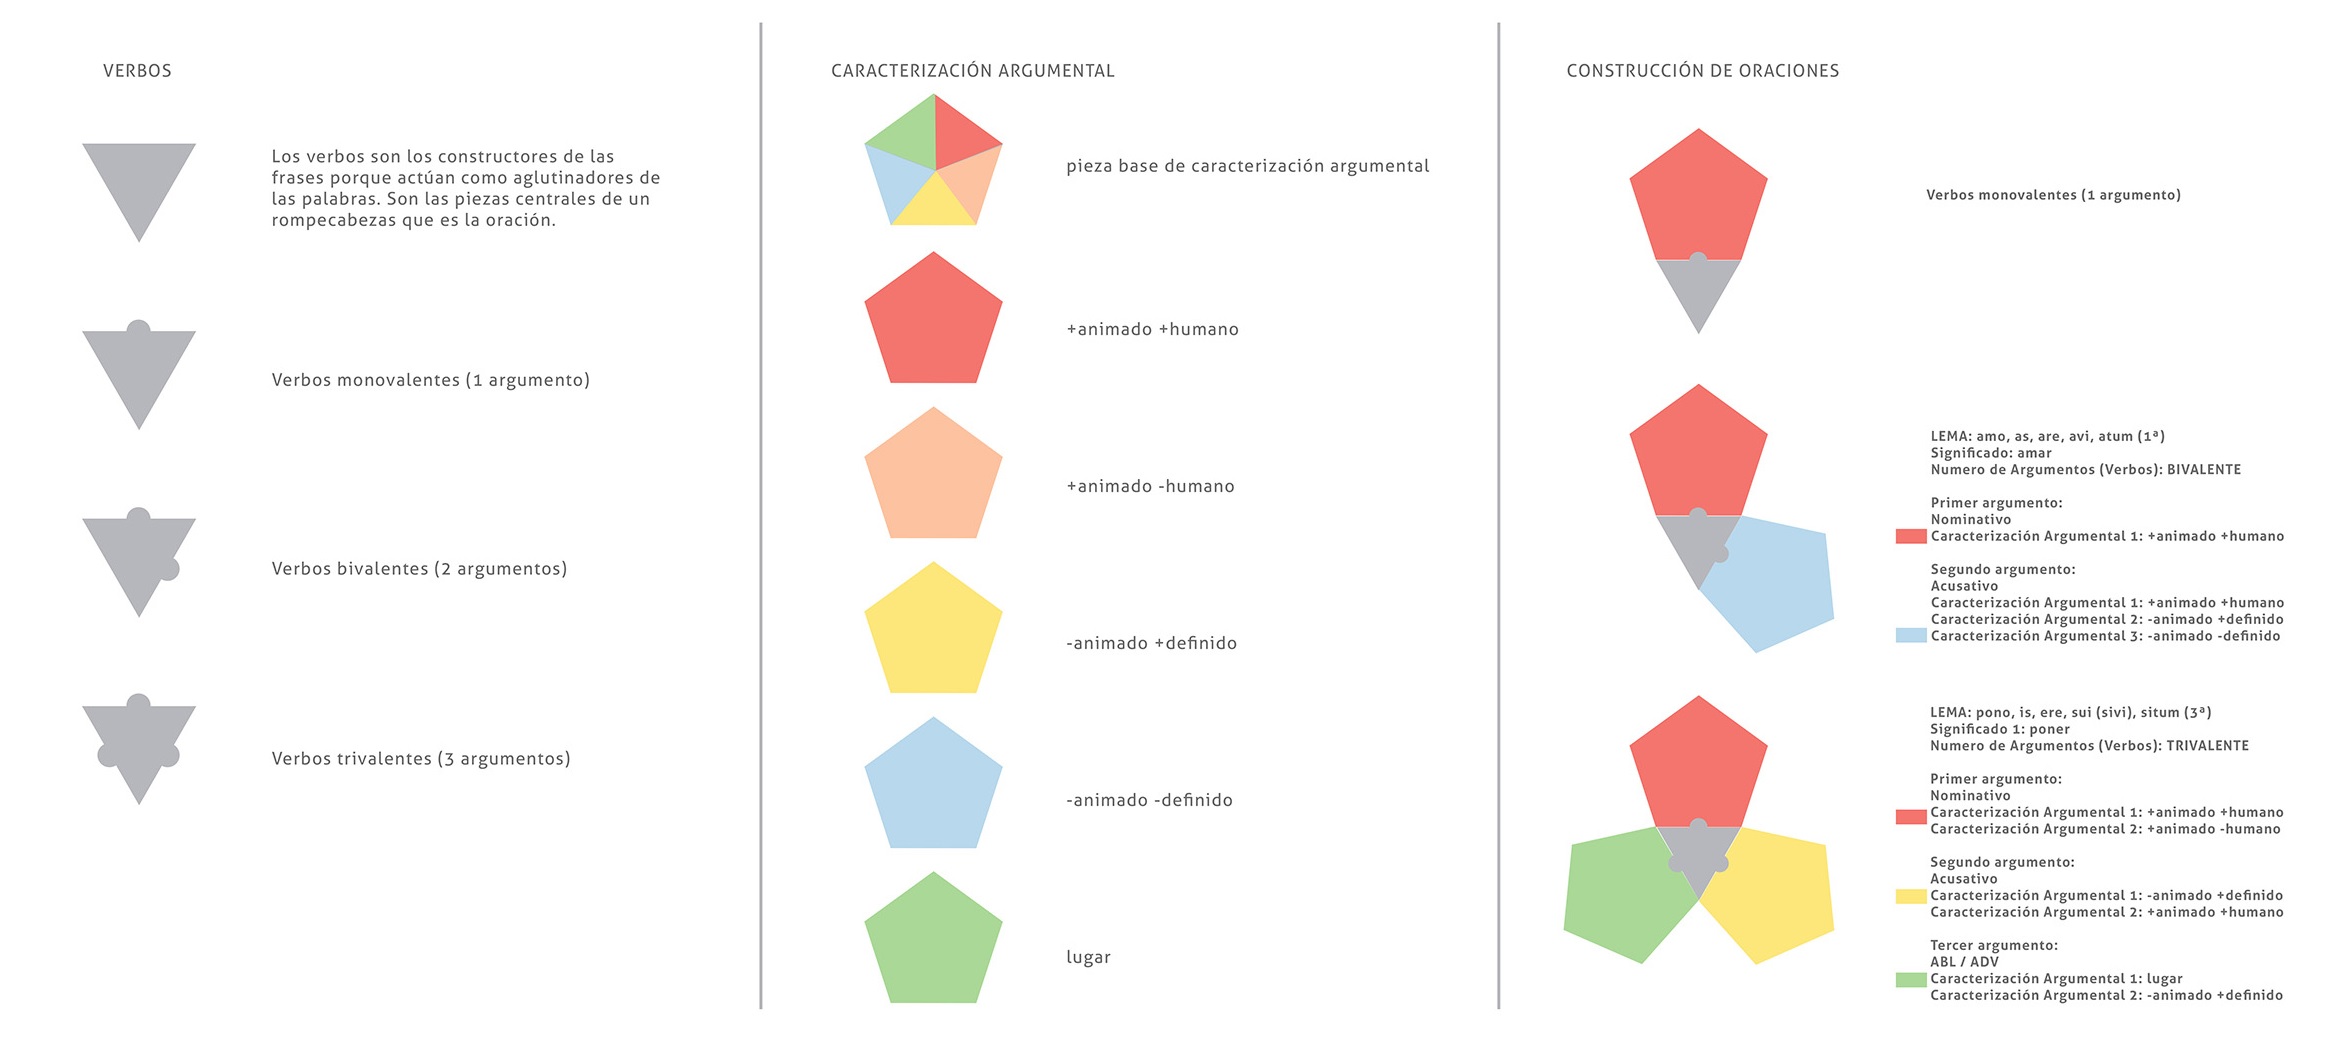 VERBOS
Los verbos son los constructores de las
frases porque actúan como aglutinadores de
las palabras. Son las piezas centrales de un
rompecabezas que es la oración.
Verbos monovalentes (1 argumento)
Verbos bivalentes (2 argumentos)
Verbos trivalentes (3 argumentos)
CARACTERIZACIÓN ARGUMENTAL
pieza base de caracterización argumental
+animado +humano
+animado -humano
-animado +definido
-animado -definido
lugar
CONSTRUCCIÓN DE ORACIONES
Verbos monovalentes (1 argumento)
LEMA: amo, as, are, avi, atum (1ª)
Significado: amar
Numero de Argumentos (Verbos): BIVALENTE
Primer argumento:
Nominativo
Caracterización Argumental 1: +animado +humano
Segundo argumento:
Acusativo
Caracterización Argumental 1: +animado +humano
Caracterización Argumental 2: -animado +definido
Caracterización Argumental 3: -animado -definido
LEMA: pono, is, ere, sui (sivi), situm (3ª)
Significado 1: poner
Numero de Argumentos (Verbos): TRIVALENTE
Primer argumento:
Nominativo
Caracterización Argumental 1: +animado +humano
Caracterización Argumental 2: +animado -humano
Segundo argumento:
Acusativo
Caracterización Argumental 1: -animado +definido
Caracterización Argumental 2: +animado +humano
Tercer argumento:
ABL / ADV
Caracterización Argumental 1: lugar
Caracterización Argumental 2: -animado +definido